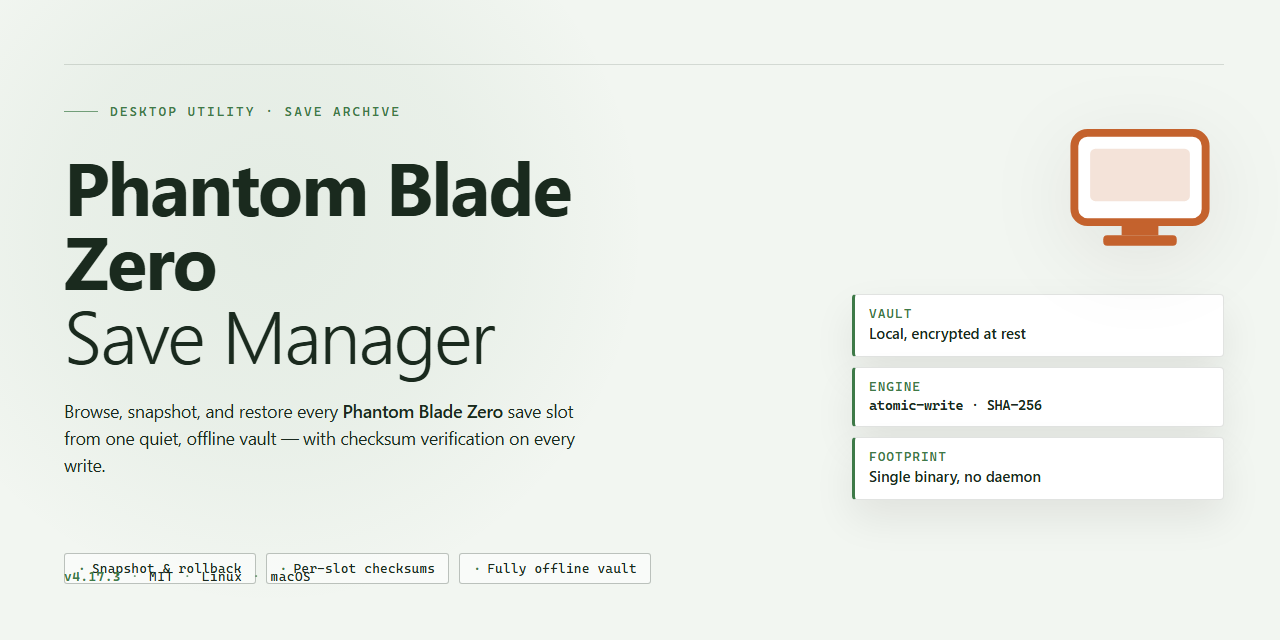 DESKTOP UTILITY · SAVE ARCHIVE
Phantom Blade
Zero
Save Manager
Browse, snapshot, and restore every Phantom Blade Zero save slot
from one quiet, offline vault — with checksum verification on every
write.
VAULT
Local, encrypted at rest
ENGINE
atomic-write · SHA-256
FOOTPRINT
Single binary, no daemon
· Snapshot & rollback
· Per-slot checksums
· Fully offline vault
v4.17.3 · MIT · Linux · macOS